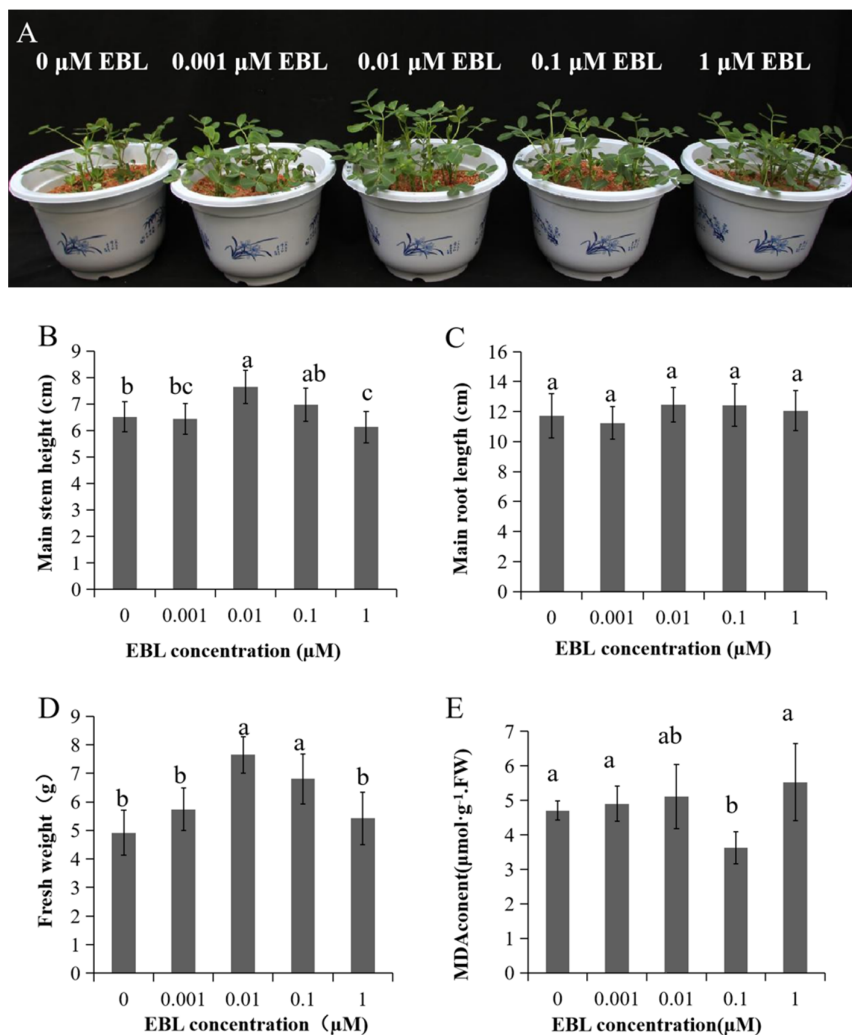 A
0 μM EBL 0.001 μM EBL 0.01 μM EBL 0.1 μM EBL 1 μM EBL
B
Main stem height (cm)
9
8
7
6
5
4
3
2
1
0
b bc a ab c
0 0.001 0.01 0.1 1
EBL concentration (μM)
C
Main root length (cm)
16
14
12
10
8
6
4
2
0
a a a a a
0 0.001 0.01 0.1 1
EBL concentration (μM)
D
Fresh weight（g）
9
8
7
6
5
4
3
2
1
0
b b a a b
0 0.001 0.01 0.1 1
EBL concentration（μM）
E
MDAconent(μmol·g⁻¹.FW)
7
6
5
4
3
2
1
0
a a ab b a
0 0.001 0.01 0.1 1
EBL concentration(μM)